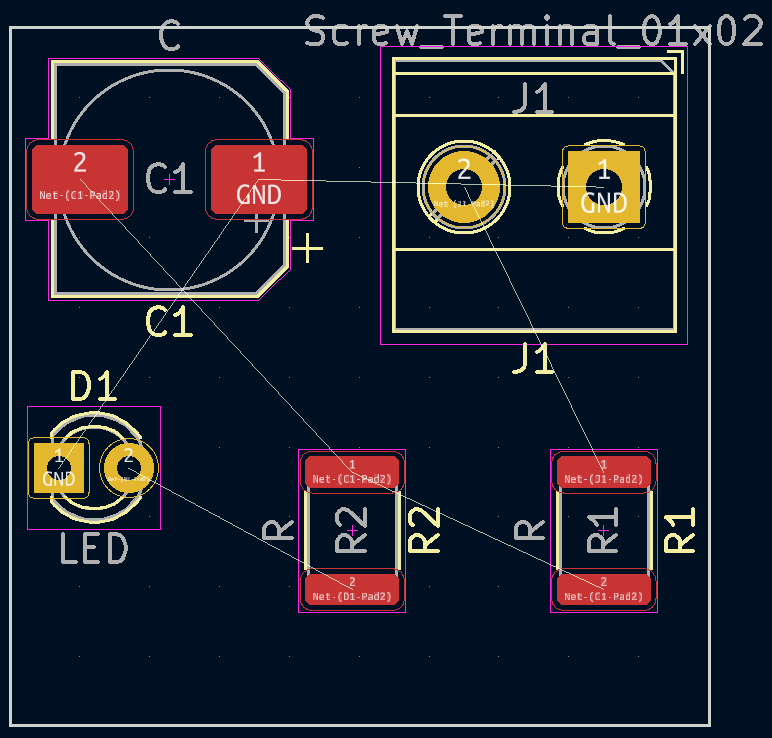 C
Screw_Terminal_01x02
J1
2
Net-(C1-Pad2)
C1
1
GND
+
+
2
Net-(J1-Pad2)
1
GND
C1
J1
D1
1
GND
2
LED
R
1
Net-(C1-Pad2)
R2
R2
2
Net-(D1-Pad2)
R
1
Net-(J1-Pad2)
R1
R1
2
Net-(C1-Pad2)